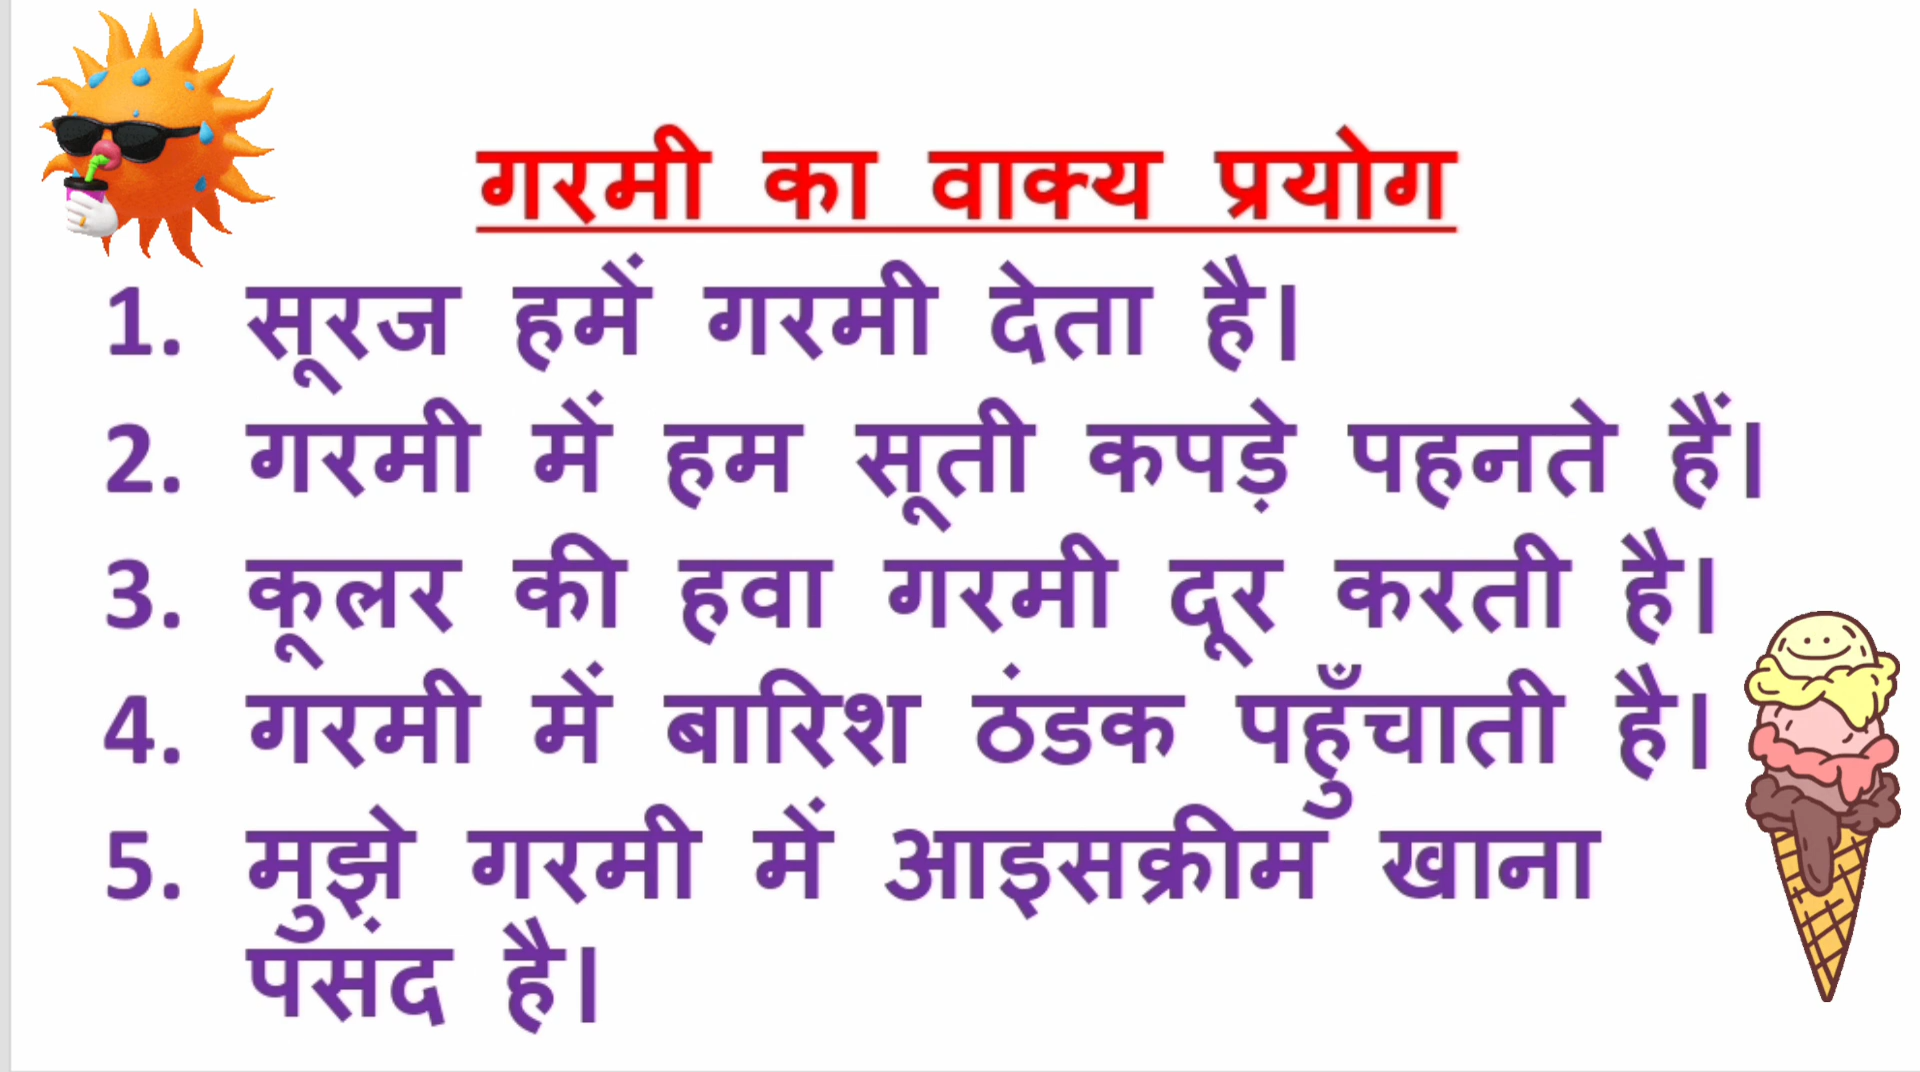 गरमी का वाक्य प्रयोग
1. सूरज हमें गरमी देता है।
2. गरमी में हम सूती कपड़े पहनते हैं।
3. कूलर की हवा गरमी दूर करती है।
4. गरमी में बारिश ठंडक पहुँचाती है।
5. मुझे गरमी में आइसक्रीम खाना
पसंद है।